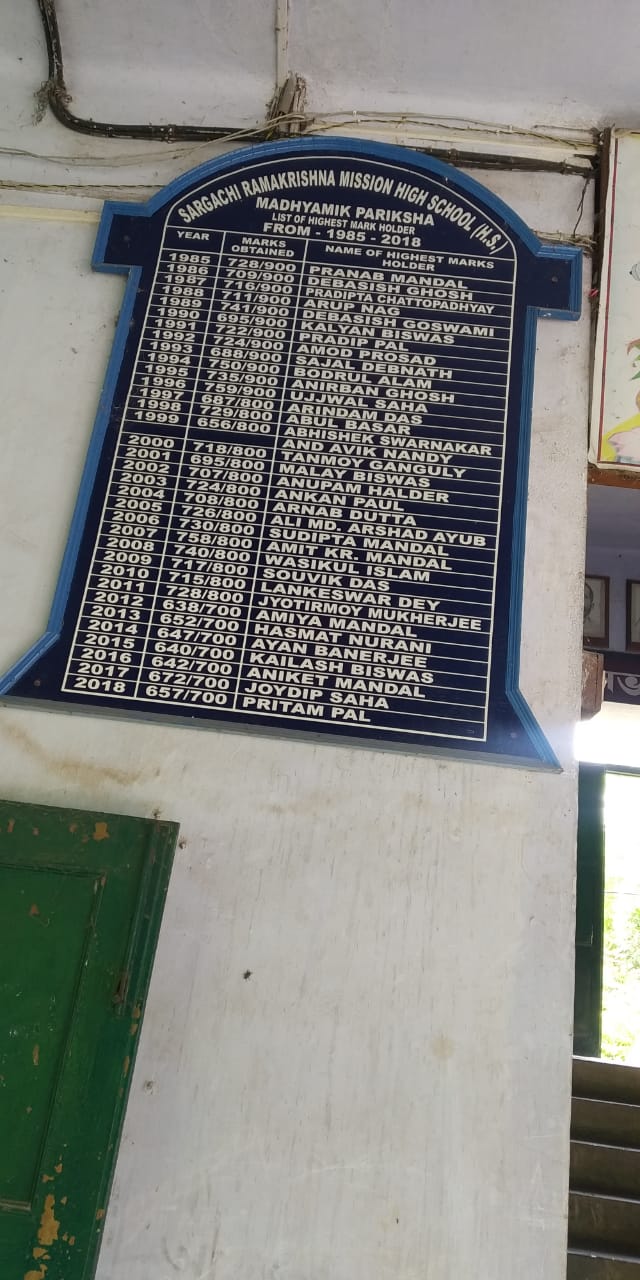 SARGACHI RAMAKRISHNA MISSION HIGH SCHOOL (H.S)
MADHYAMIK PARIKSHA
LIST OF HIGHEST MARK HOLDER
FROM - 1985 - 2018
YEAR MARKS OBTAINED NAME OF HIGHEST MARKS HOLDER
1985 728/900 PRANAB MANDAL
1986 709/900 DEBASISH GHOSH
1987 716/900 PRADIPTA CHATTOPADHYAY
1988 711/900 ARUP NAG
1989 741/900 DEBASISH GOSWAMI
1990 695/900 KALYAN BISWAS
1991 722/900 PRADIP PAL
1992 724/900 AMOD PROSAD
1993 688/900 SAJAL DEBNATH
1994 750/900 BODRUL ALAM
1995 735/900 ANIRBAN GHOSH
1996 759/900 UJJWAL SAHA
1997 687/800 ARINDAM DAS
1998 729/800 ABUL BASAR
1999 656/800 ABHISHEK SWARNAKAR
AND AVIK NANDY
2000 718/800 TANMOY GANGULY
2001 695/800 MALAY BISWAS
2002 707/800 ANUPAM HALDER
2003 724/800 ANKAN PAUL
2004 708/800 ARNAB DUTTA
2005 726/800 ALI MD. ARSHAD AYUB
2006 730/800 SUDIPTA MANDAL
2007 758/800 AMIT KR. MANDAL
2008 740/800 WASIKUL ISLAM
2009 717/800 SOUVIK DAS
2010 715/800 LANKESWAR DEY
2011 728/800 JYOTIRMOY MUKHERJEE
2012 638/700 AMIYA MANDAL
2013 652/700 HASMAT NURANI
2014 647/700 AYAN BANERJEE
2015 640/700 KAILASH BISWAS
2016 642/700 ANIKET MANDAL
2017 672/700 JOYDIP SAHA
2018 657/700 PRITAM PAL